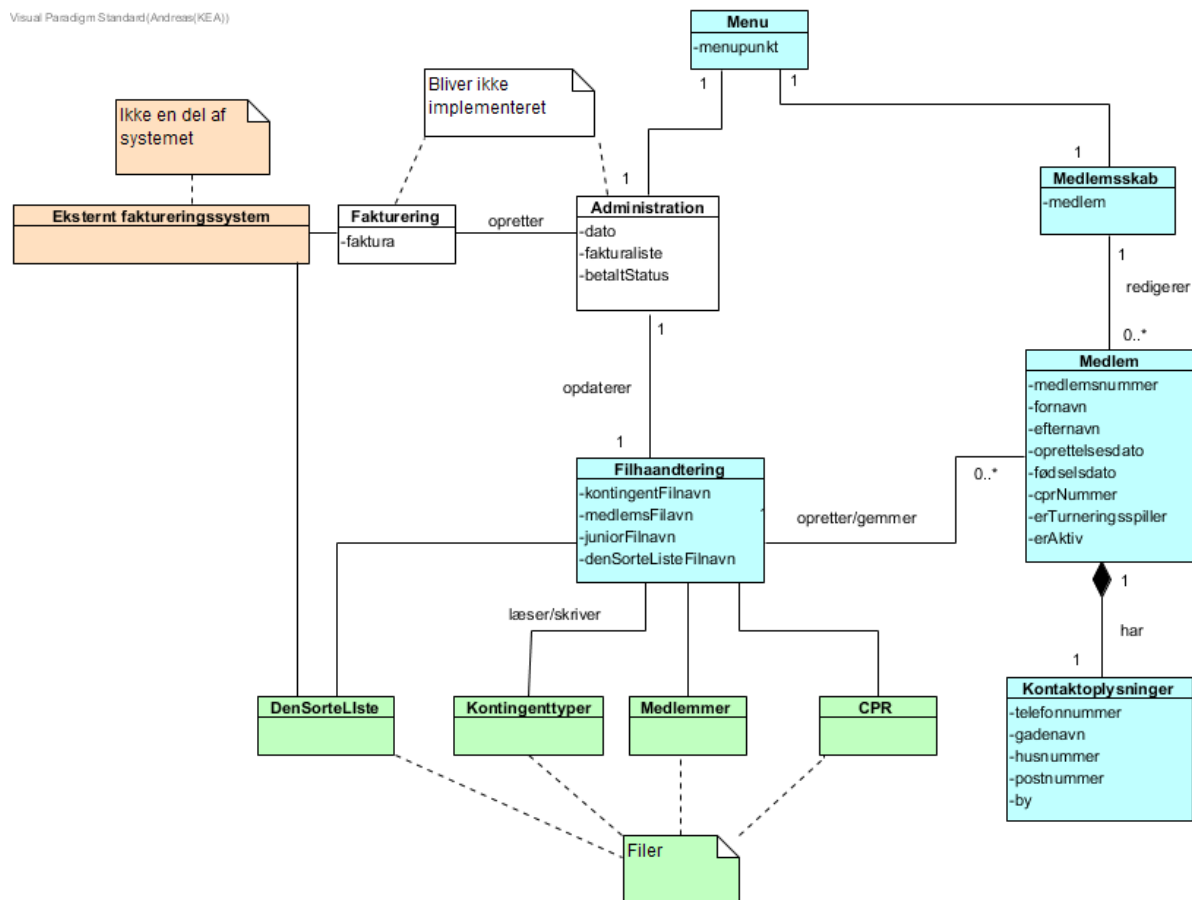 Visual Paradigm Standard(Andreas(KEA))
Menu
-menupunkt
1
1
Bliver ikke
implementeret
Ikke en del af
systemet
1
1
Medlemsskab
-medlem
Eksternt faktureringssystem
Fakturering
-faktura
opretter
Administration
-dato
-fakturaliste
-betaltStatus
1
redigerer
0..*
1
opdaterer
1
Medlem
-medlemsnummer
-fornavn
-efternavn
-oprettelsesdato
-fødselsdato
-cprNummer
-erTurneringsspiller
-erAktiv
Filhaandtering
-kontingentFilnavn
-medlemsFilavn
-juniorFilnavn
-denSorteListeFilnavn
0..*
opretter/gemmer
1
har
1
læser/skriver
DenSorteLIste
Kontingenttyper
Medlemmer
CPR
Kontaktoplysninger
-telefonnummer
-gadenavn
-husnummer
-postnummer
-by
Filer